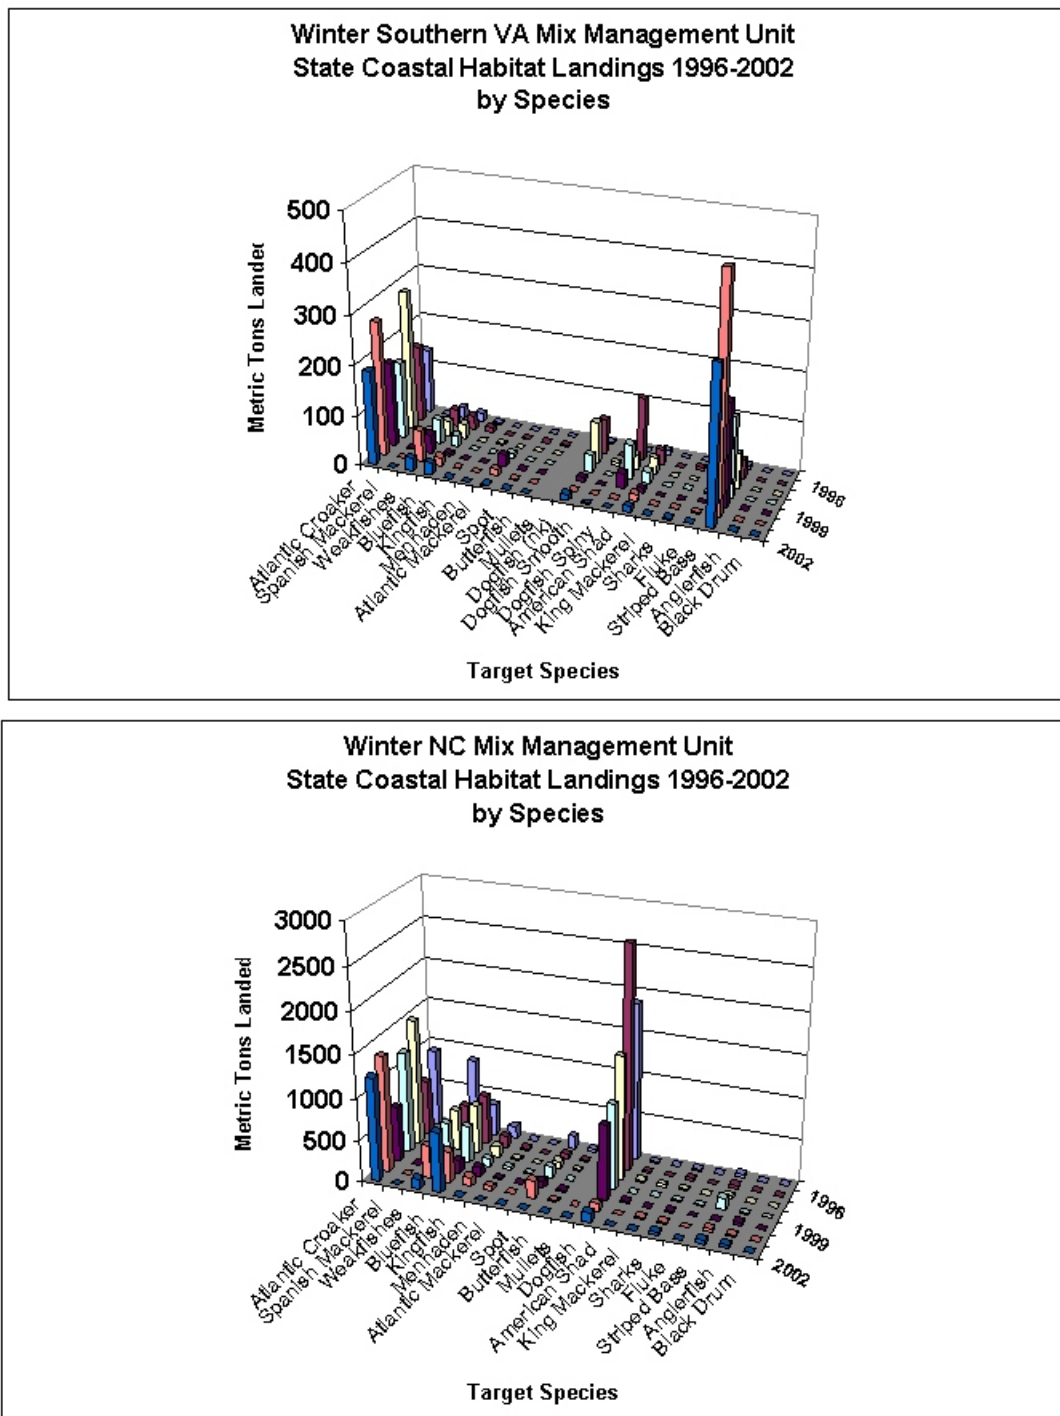 Winter Southern VA Mix Management Unit
State Coastal Habitat Landings 1996-2002
by Species
500
400
300
200
100
0
Metric Tons Landed
Atlantic Croaker
Spanish Mackerel
Weakfishes
Bluefish
Kingfish
Menhaden
Atlantic Mackerel
Spot
Butterfish
Mullets
Dogfish (nk)
Dogfish Smooth
Dogfish Spiny
American Shad
King Mackerel
Sharks
Fluke
Striped Bass
Anglerfish
Black Drum
1996
1999
2002
Target Species
Winter NC Mix Management Unit
State Coastal Habitat Landings 1996-2002
by Species
3000
2500
2000
1500
1000
500
0
Metric Tons Landed
Atlantic Croaker
Spanish Mackerel
Weakfishes
Bluefish
Kingfish
Menhaden
Atlantic Mackerel
Spot
Butterfish
Mullets
Dogfish
American Shad
King Mackerel
Sharks
Fluke
Striped Bass
Anglerfish
Black Drum
1996
1999
2002
Target Species